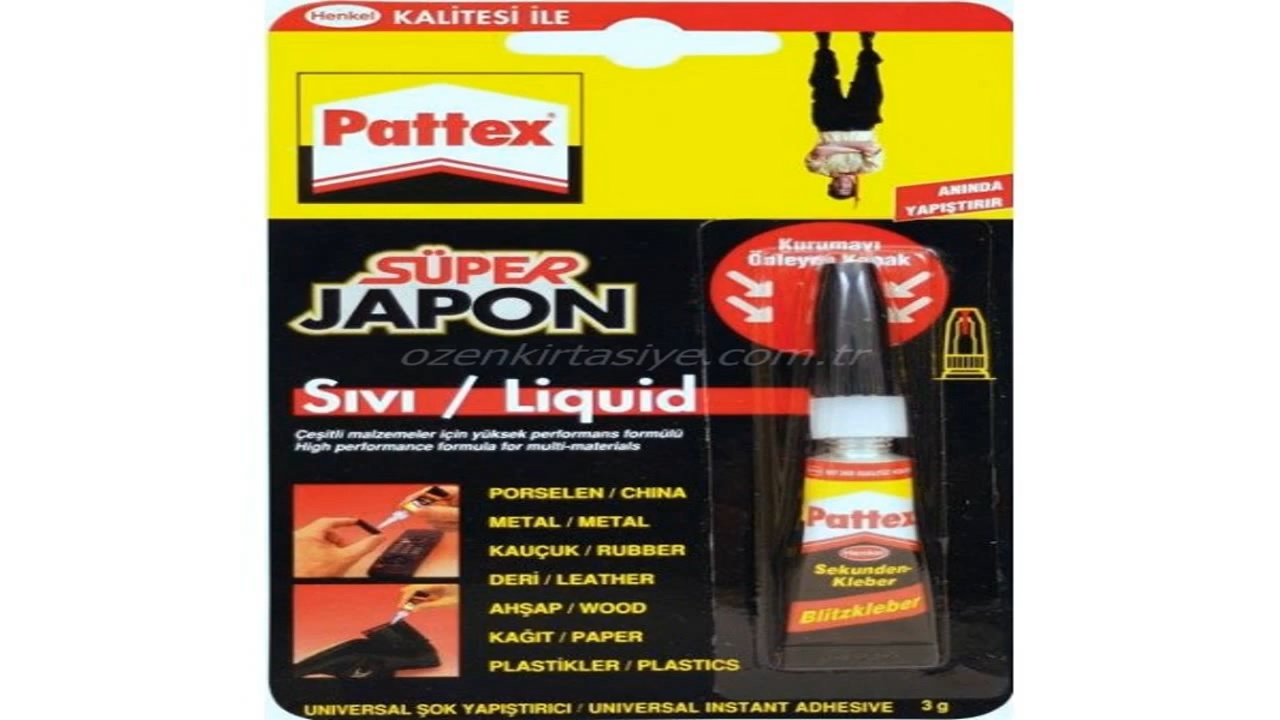 Henkel KALİTESİ İLE
Pattex
ANINDA
YAPIŞTIRIR
Kurumayı
Önleyen Kapak
SÜPER
JAPON
ozenkirtasiye.com.tr
Sıvı / Liquid
Çeşitli malzemeler için yüksek performans formülü
High performance formula for multi-materials
PORSELEN / CHINA
METAL / METAL
KAUÇUK / RUBBER
DERİ / LEATHER
AHŞAP / WOOD
KAĞIT / PAPER
PLASTİKLER / PLASTICS
Pattex
Henkel
Sekunden-
Kleber
Blitzkleber
UNIVERSAL ŞOK YAPIŞTIRICI / UNIVERSAL INSTANT ADHESIVE 3 g